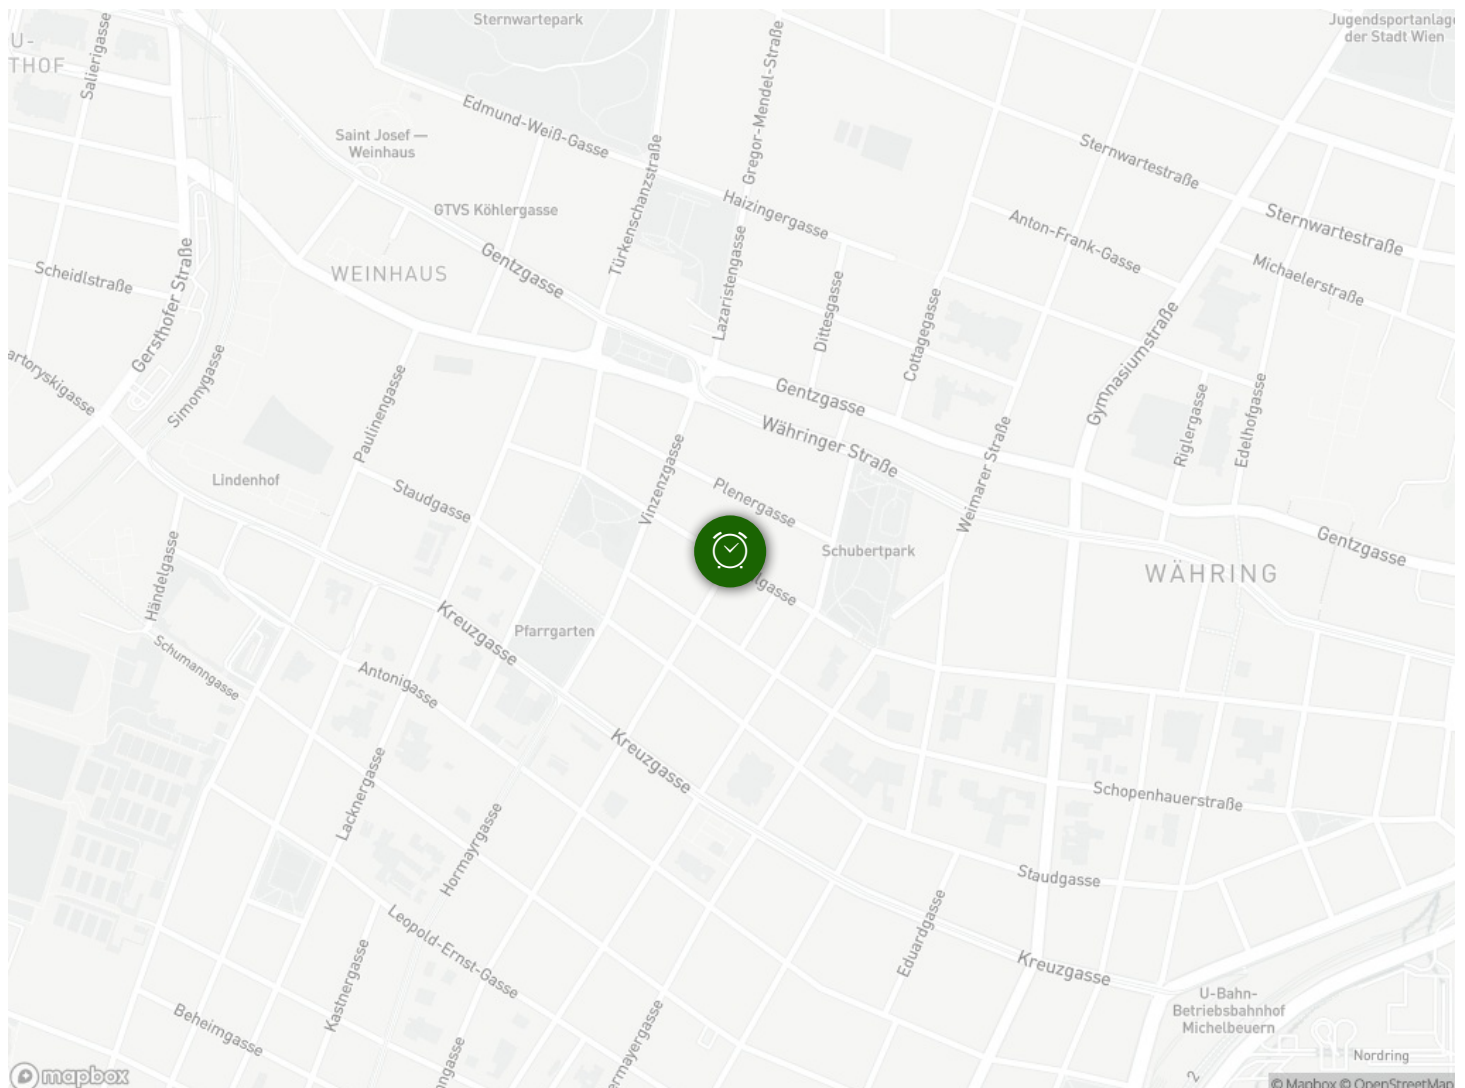 Sternwartepark
Jugendsportanlage
der Stadt Wien
U-
THOF
Salierigasse
Gregor-Mendel-Straße
Edmund-Weiß-Gasse
Saint Josef —
Weinhaus
Sternwartestraße
Türkenschanzstraße
Haizingergasse
GTVS Köhlergasse
Anton-Frank-Gasse
Sternwartestraße
Gentzgasse
WEINHAUS
Scheidlstraße
Gersthofer Straße
Lazaristengasse
Dittesgasse
Michaelerstraße
Cottagegasse
Gymnasiumstraße
artoryskigasse
Simonygasse
Paulinengasse
Gentzgasse
Riglergasse
Edelhofgasse
Währinger Straße
Weimarer Straße
Lindenhof
Staudgasse
Vinzenzgasse
Plenergasse
Schubertpark
Gentzgasse
WÄHRING
Händelgasse
lgasse
Kreuzgasse
Pfarrgarten
Schumanngasse
Antonigasse
Kreuzgasse
Lacknergasse
Schopenhauerstraße
Hormayrgasse
Staudgasse
Leopold-Ernst-Gasse
Eduardgasse
Kreuzgasse
Kastnergasse
U-Bahn-
Betriebsbahnhof
Michelbeuern
Beheimgasse
ermayergasse
ongasse
Nordring
2
mapbox
© Mapbox © OpenStreetMap